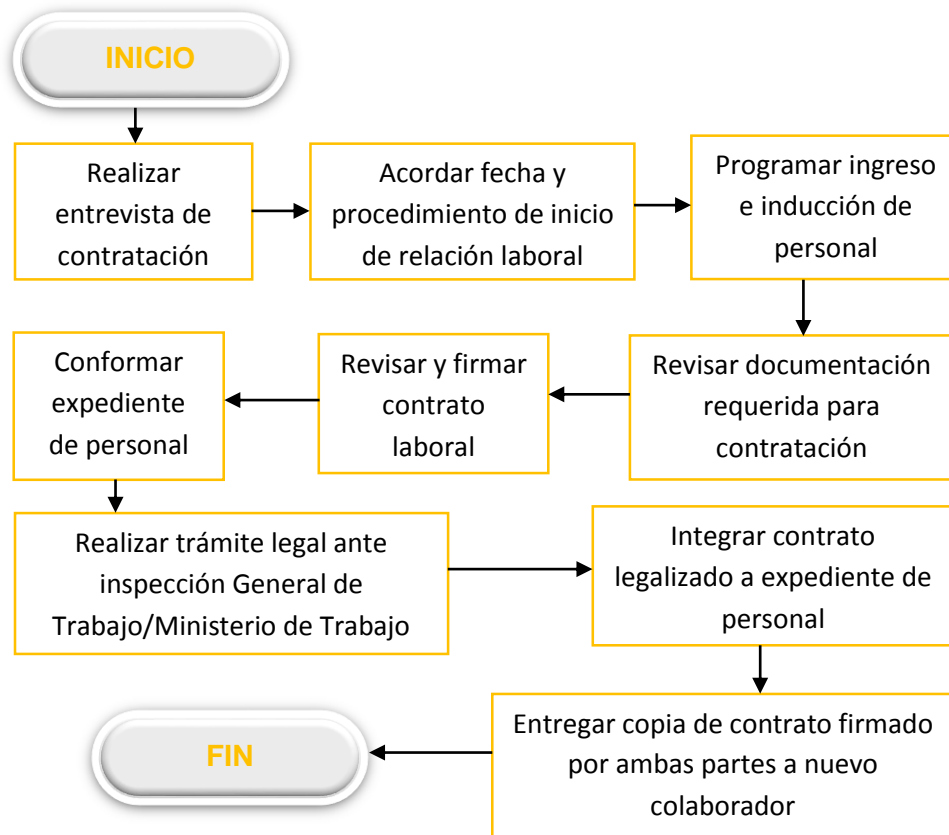 INICIO
Realizar
entrevista de
contratación
Acordar fecha y
procedimiento de inicio
de relación laboral
Programar ingreso
e inducción de
personal
Revisar documentación
requerida para
contratación
Revisar y firmar
contrato
laboral
Conformar
expediente
de personal
Realizar trámite legal ante
inspección General de
Trabajo/Ministerio de Trabajo
Integrar contrato
legalizado a expediente de
personal
Entregar copia de contrato firmado
por ambas partes a nuevo
colaborador
FIN